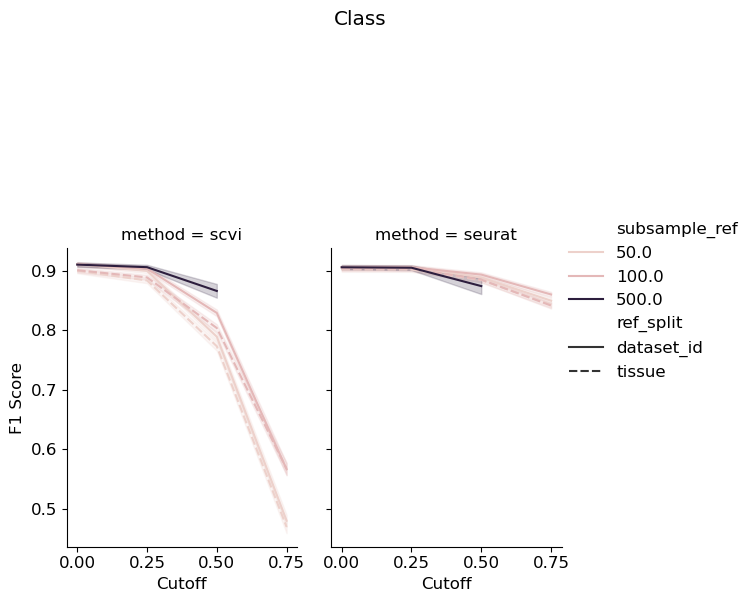 Class
method = scvi
method = seurat
F1 Score
0.9
0.8
0.7
0.6
0.5
0.00 0.25 0.50 0.75
Cutoff
0.00 0.25 0.50 0.75
Cutoff
subsample_ref
50.0
100.0
500.0
ref_split
dataset_id
tissue